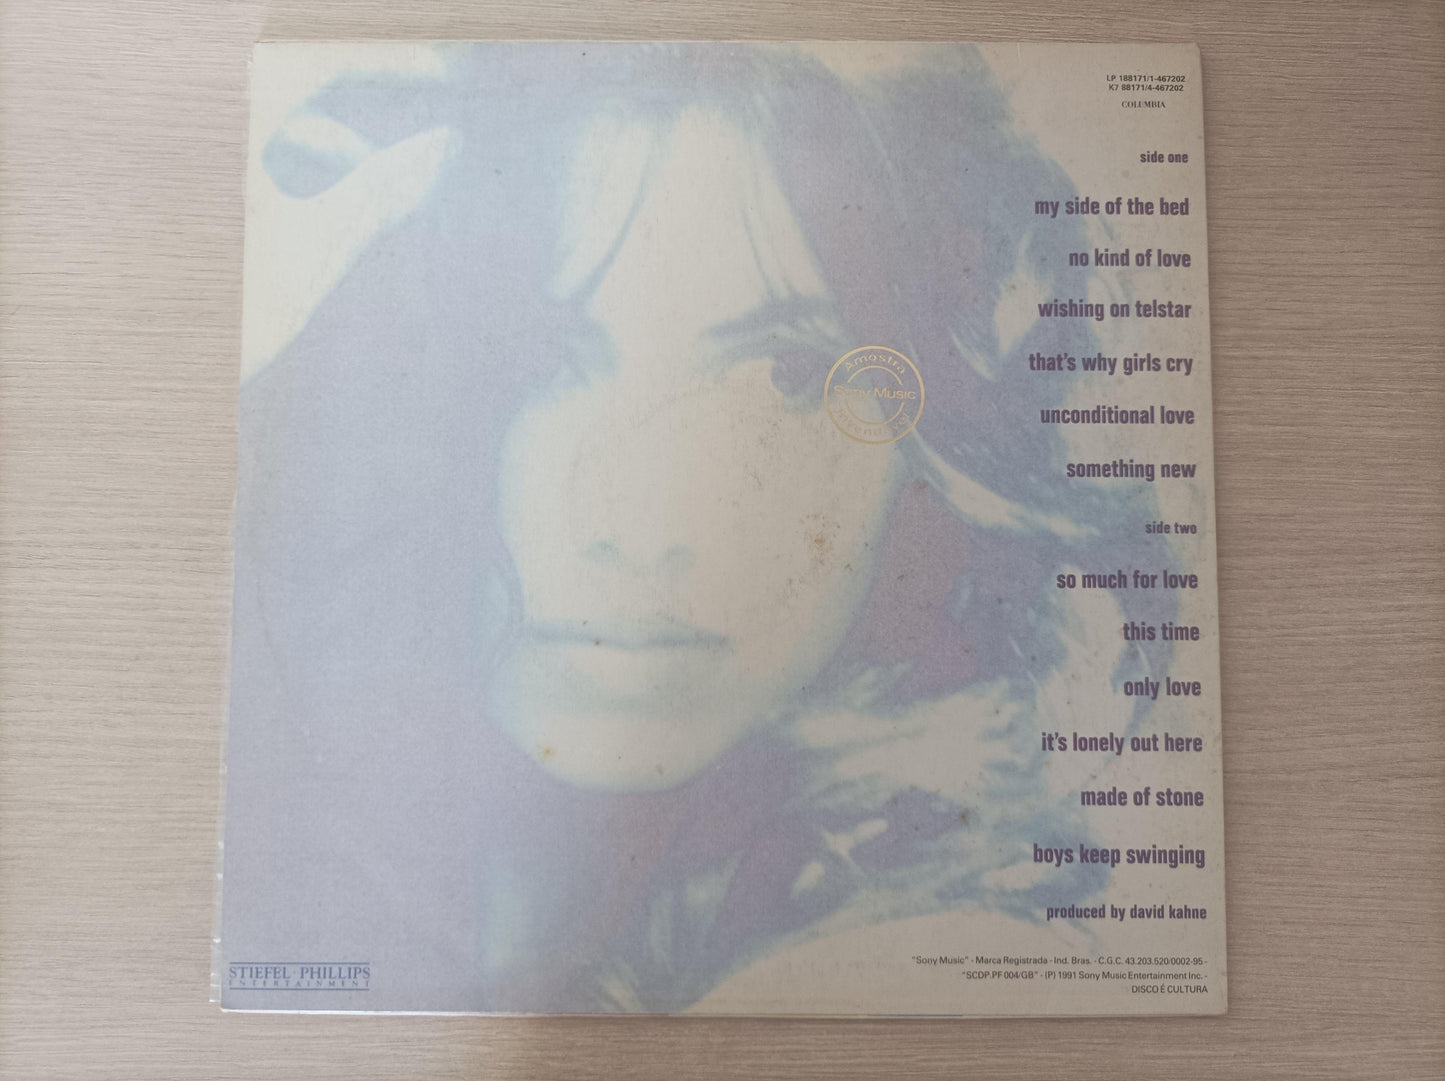 LP 188171/1-467202
K7 88171/4-467202
COLUMBIA
side one
my side of the bed
no kind of love
wishing on telstar
that's why girls cry
unconditional love
something new
Amostra
Sony Music
Invendável
side two
so much for love
this time
only love
it's lonely out here
made of stone
boys keep swinging
produced by david kahne
"Sony Music" - Marca Registrada - Ind. Bras. - C.G.C. 43.203.520/0002-95 -
"SCDP.PF 004/GB" - (P) 1991 Sony Music Entertainment Inc. -
DISCO É CULTURA
STIEFEL · PHILLIPS
ENTERTAINMENT